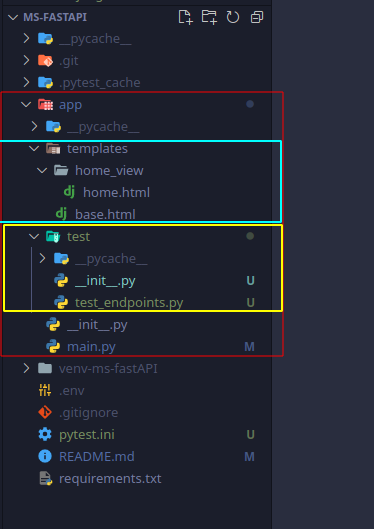 MS-FASTAPI
__pycache__
.git
.pytest_cache
app
__pycache__
templates
home_view
dj home.html
dj base.html
test
__pycache__
__init__.py U
test_endpoints.py U
__init__.py
main.py M
venv-ms-fastAPI
.env
.gitignore
pytest.ini U
README.md M
requirements.txt